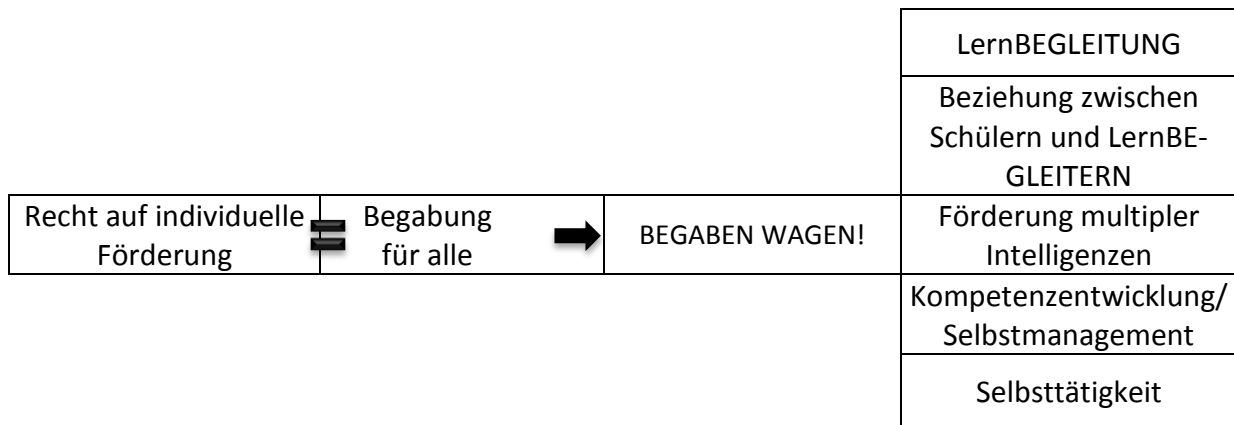 LernBEGLEITUNG
Beziehung zwischen
Schülern und LernBE-
GLEITERN
Recht auf individuelle
Förderung
=
Begabung
für alle
BEGABEN WAGEN!
Förderung multipler
Intelligenzen
Kompetenzentwicklung/
Selbstmanagement
Selbsttätigkeit